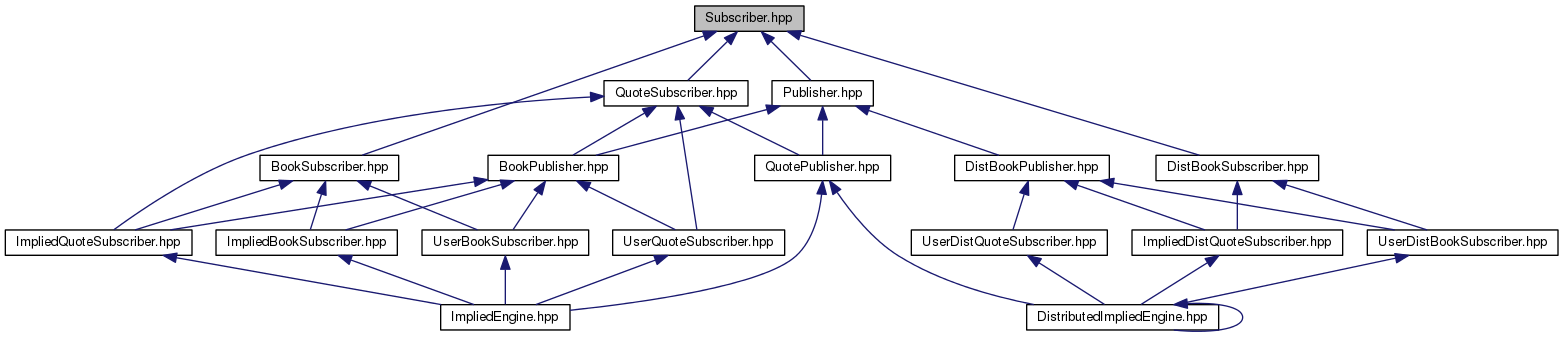 Subscriber.hpp
QuoteSubscriber.hpp
Publisher.hpp
BookSubscriber.hpp
BookPublisher.hpp
QuotePublisher.hpp
DistBookPublisher.hpp
DistBookSubscriber.hpp
ImpliedQuoteSubscriber.hpp
ImpliedBookSubscriber.hpp
UserBookSubscriber.hpp
UserQuoteSubscriber.hpp
UserDistQuoteSubscriber.hpp
ImpliedDistQuoteSubscriber.hpp
UserDistBookSubscriber.hpp
ImpliedEngine.hpp
DistributedImpliedEngine.hpp